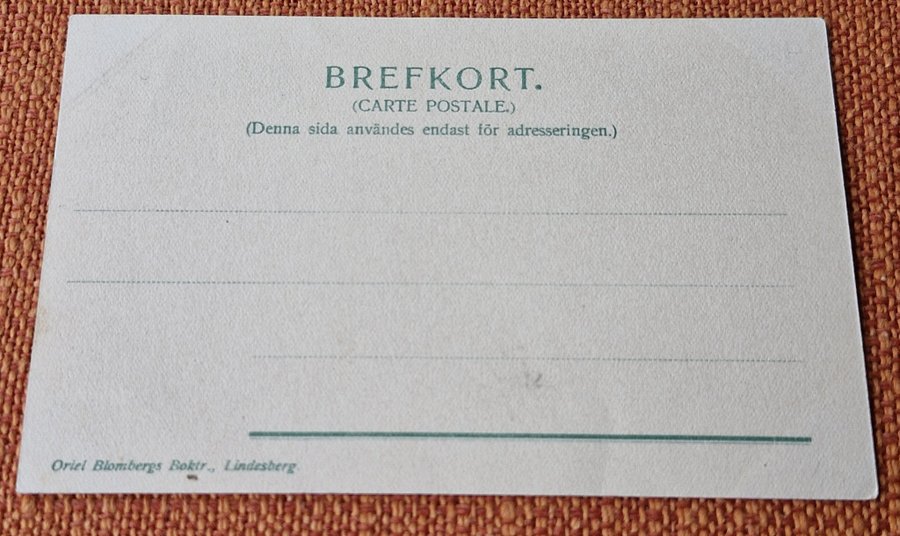 BREFKORT.
(CARTE POSTALE.)
(Denna sida användes endast för adresseringen.)
Oriel Blombergs Boktr., Lindesberg